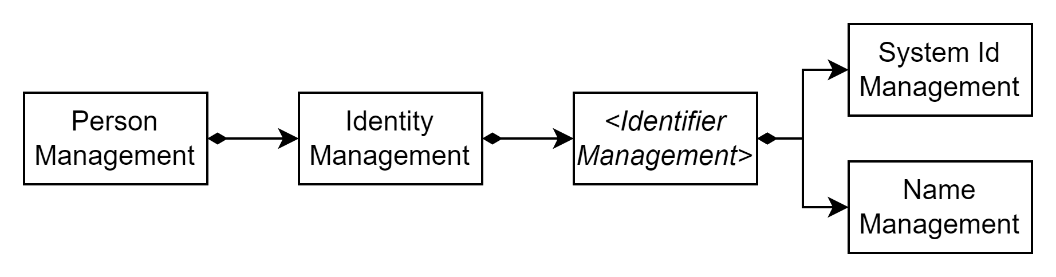 Person
Management
Identity
Management
<Identifier
Management>
System Id
Management
Name
Management